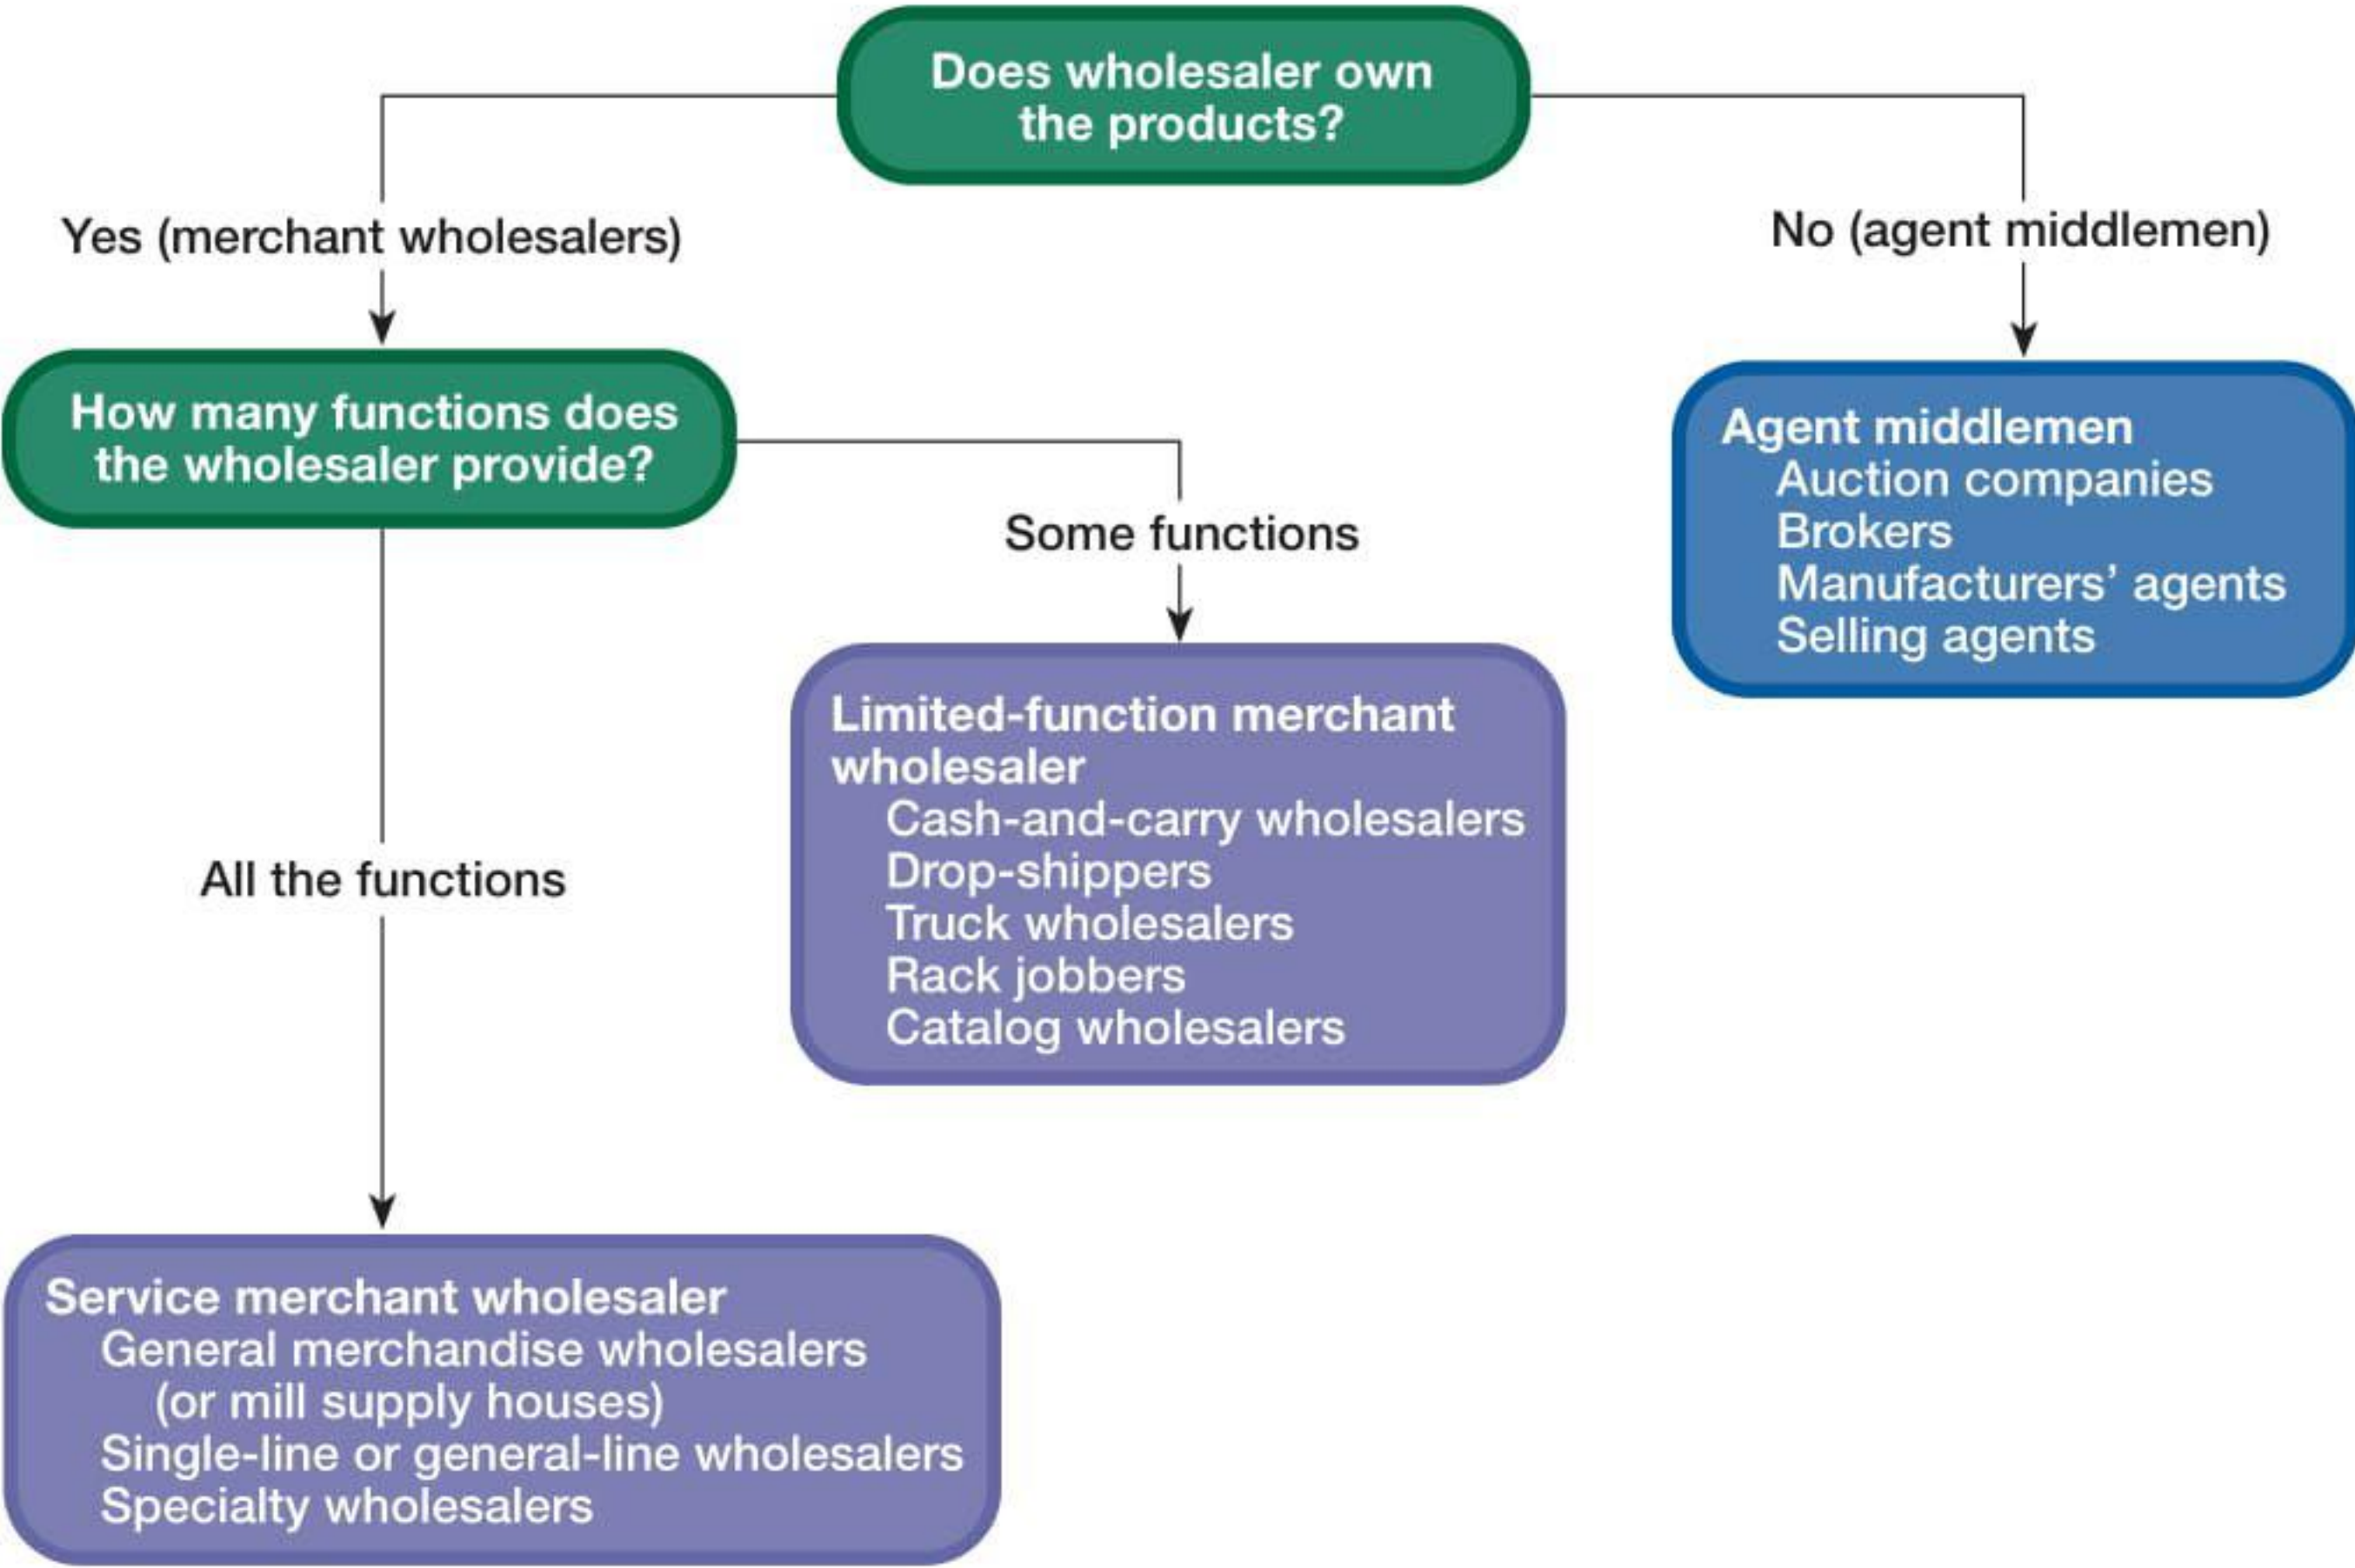 Does wholesaler own
the products?
Yes (merchant wholesalers)
No (agent middlemen)
How many functions does
the wholesaler provide?
Agent middlemen
Auction companies
Brokers
Manufacturers’ agents
Selling agents
Some functions
Limited-function merchant
wholesaler
Cash-and-carry wholesalers
Drop-shippers
Truck wholesalers
Rack jobbers
Catalog wholesalers
All the functions
Service merchant wholesaler
General merchandise wholesalers
(or mill supply houses)
Single-line or general-line wholesalers
Specialty wholesalers